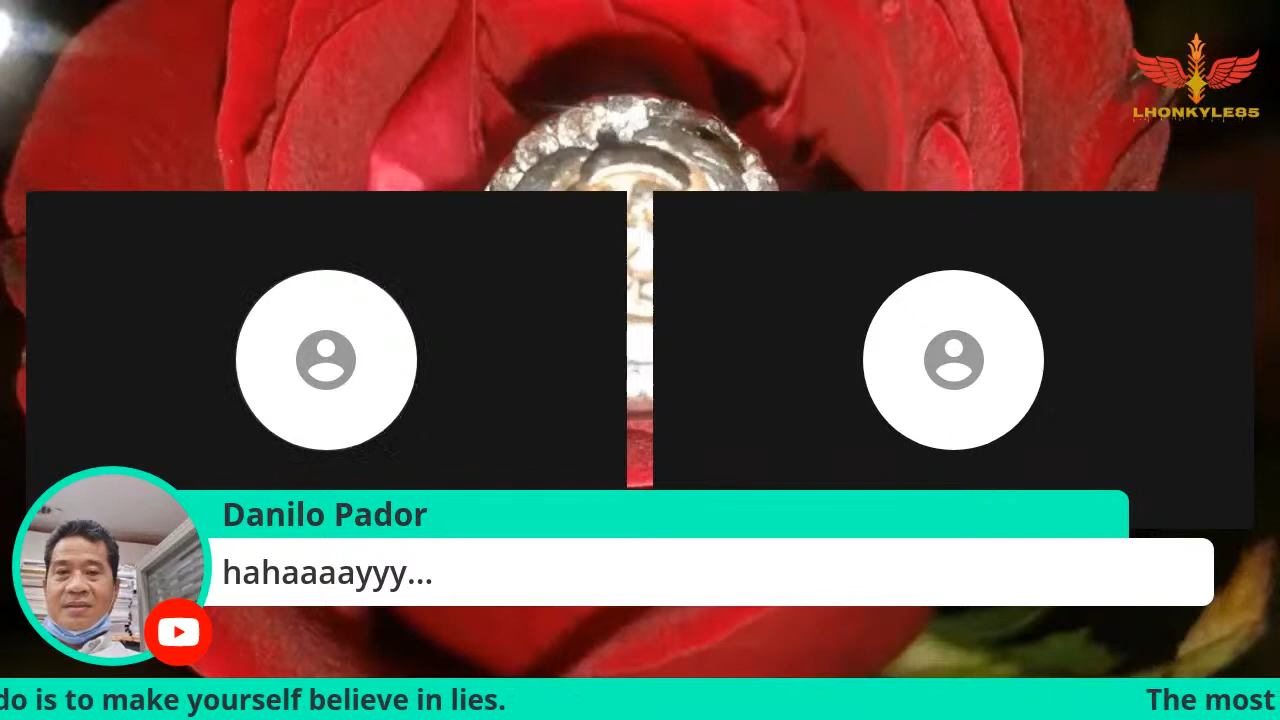 LHONKYLE85
Danilo Pador
hahaaaayyy...
do is to make yourself believe in lies. The most